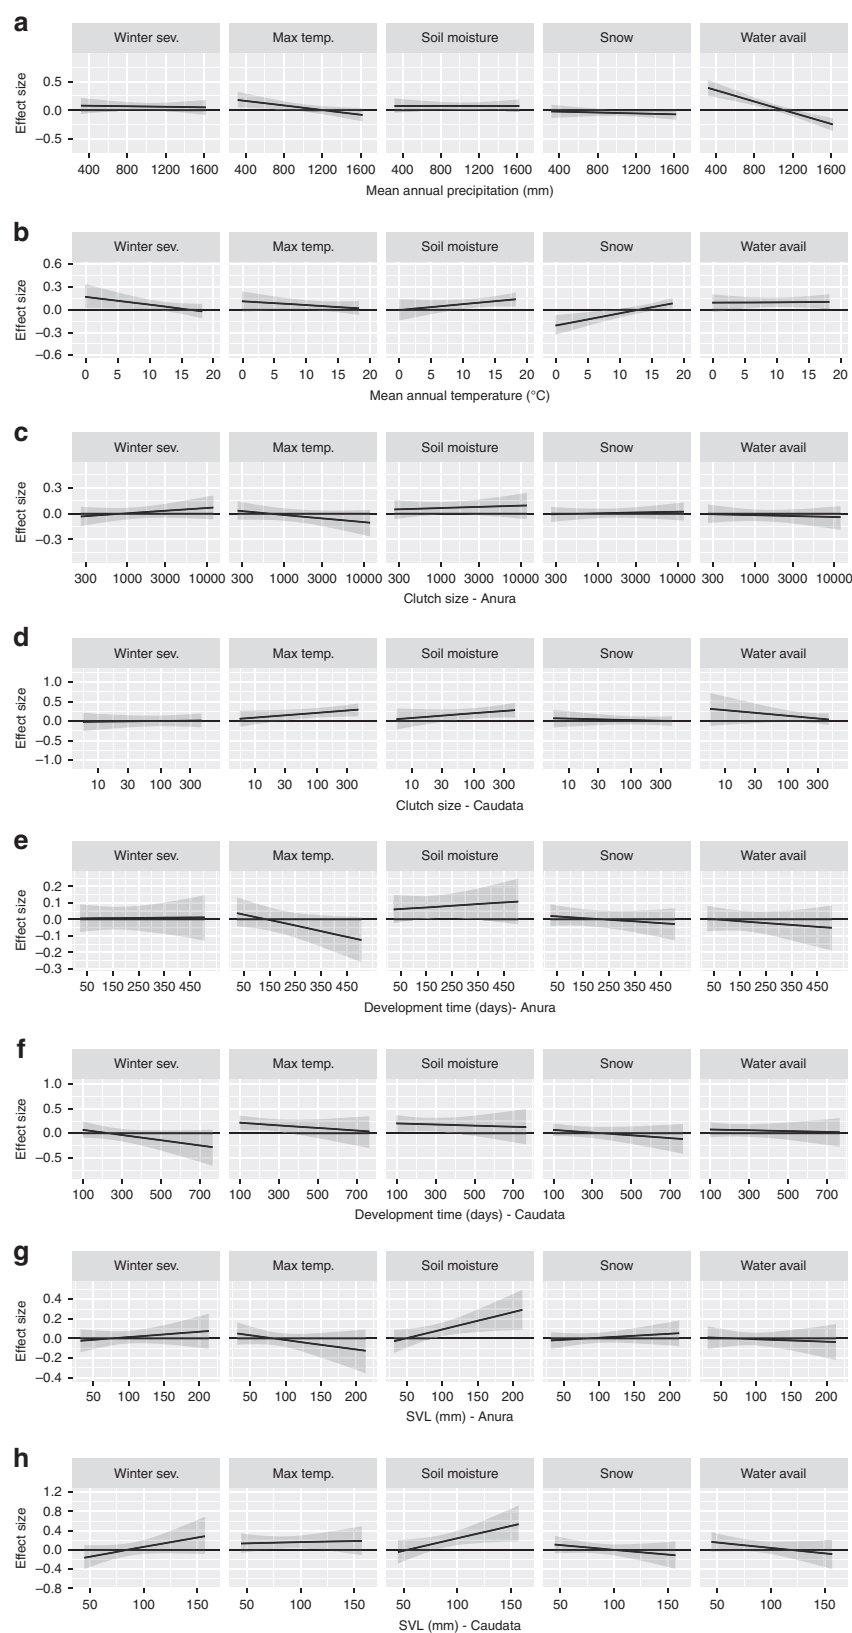 a
Winter sev. Max temp. Soil moisture Snow Water avail
Effect size
0.5
0.0
−0.5
400 800 1200 1600 400 800 1200 1600 400 800 1200 1600 400 800 1200 1600 400 800 1200 1600
Mean annual precipitation (mm)
b
Winter sev. Max temp. Soil moisture Snow Water avail
Effect size
0.6
0.3
0.0
−0.3
−0.6
0 5 10 15 20 0 5 10 15 20 0 5 10 15 20 0 5 10 15 20 0 5 10 15 20
Mean annual temperature (°C)
c
Winter sev. Max temp. Soil moisture Snow Water avail
Effect size
0.3
0.0
−0.3
300 1000 3000 10000 300 1000 3000 10000 300 1000 3000 10000 300 1000 3000 10000 300 1000 3000 10000
Clutch size - Anura
d
Winter sev. Max temp. Soil moisture Snow Water avail
Effect size
1.0
0.5
0.0
−0.5
−1.0
10 30 100 300 10 30 100 300 10 30 100 300 10 30 100 300 10 30 100 300
Clutch size - Caudata
e
Winter sev. Max temp. Soil moisture Snow Water avail
Effect size
0.2
0.1
0.0
−0.1
−0.2
−0.3
50 150 250 350 450 50 150 250 350 450 50 150 250 350 450 50 150 250 350 450 50 150 250 350 450
Development time (days)- Anura
f
Winter sev. Max temp. Soil moisture Snow Water avail
Effect size
1.0
0.5
0.0
−0.5
100 300 500 700 100 300 500 700 100 300 500 700 100 300 500 700 100 300 500 700
Development time (days) - Caudata
g
Winter sev. Max temp. Soil moisture Snow Water avail
Effect size
0.4
0.2
0.0
−0.2
−0.4
50 100 150 200 50 100 150 200 50 100 150 200 50 100 150 200 50 100 150 200
SVL (mm) - Anura
h
Winter sev. Max temp. Soil moisture Snow Water avail
Effect size
1.2
0.8
0.4
0.0
−0.4
−0.8
50 100 150 50 100 150 50 100 150 50 100 150 50 100 150
SVL (mm) - Caudata